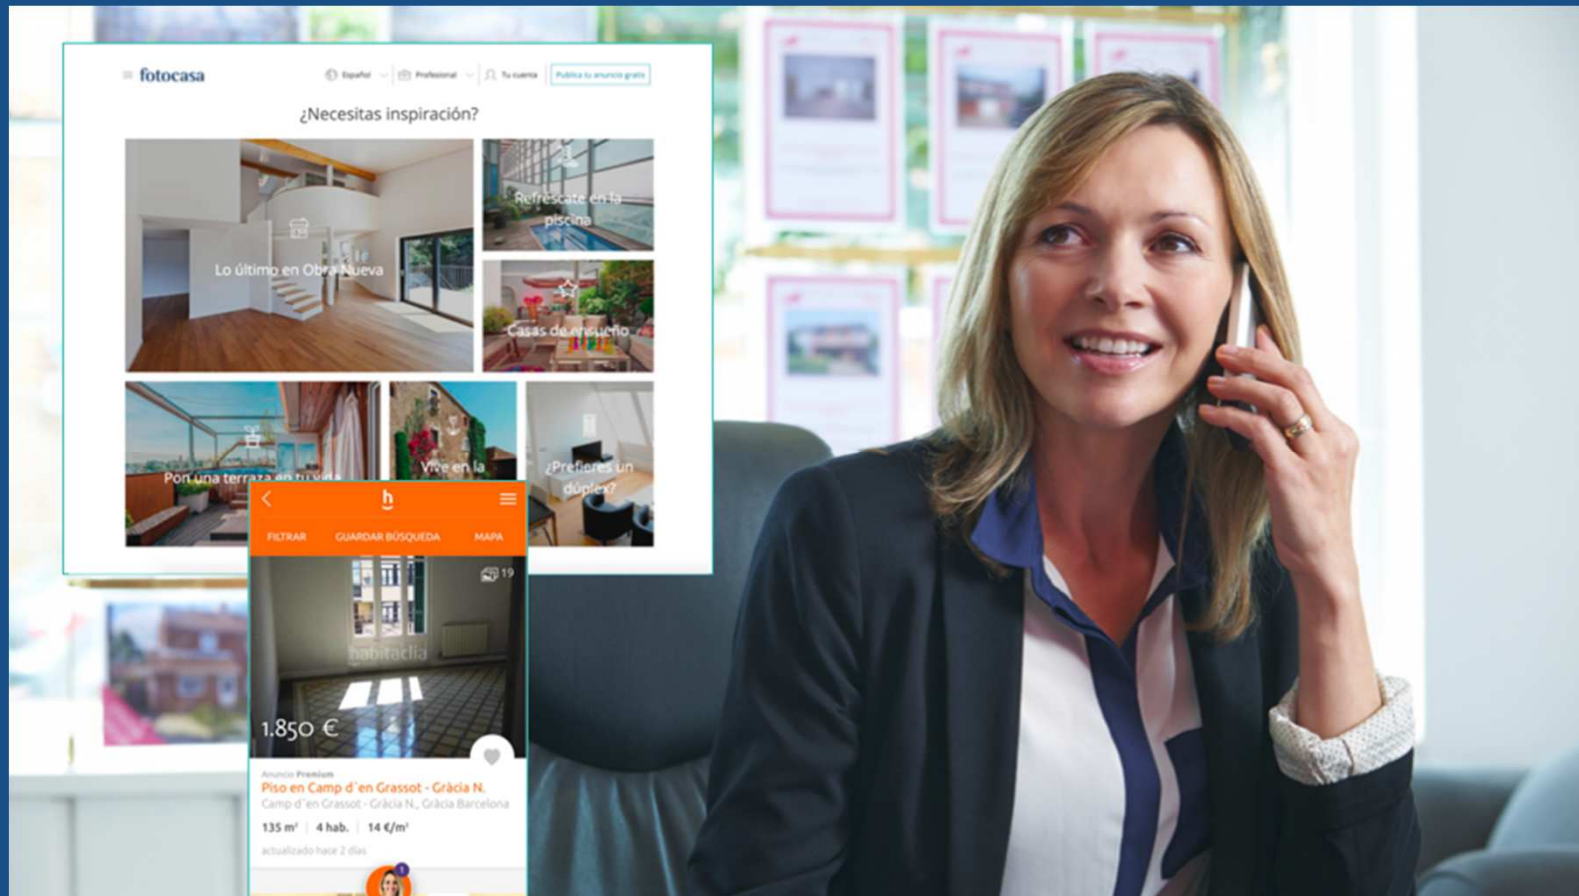 fotocasa
Español
Profesional
Tu cuenta
Publica tu anuncio gratis
¿Necesitas inspiración?
Lo último en Obra Nueva
Refréscate en la
piscina
Casas de ensueño
Pon una terraza en tu vida
Vive en la
¿Prefieres un
dúplex?
h
FILTRAR
GUARDAR BÚSQUEDA
MAPA
19
habitaclia
1.850 €
Anuncio Premium
Piso en Camp d´en Grassot - Gràcia N.
Camp d´en Grassot - Gràcia N., Gràcia Barcelona
135 m² | 4 hab. | 14 €/m²
actualizado hace 2 días
1